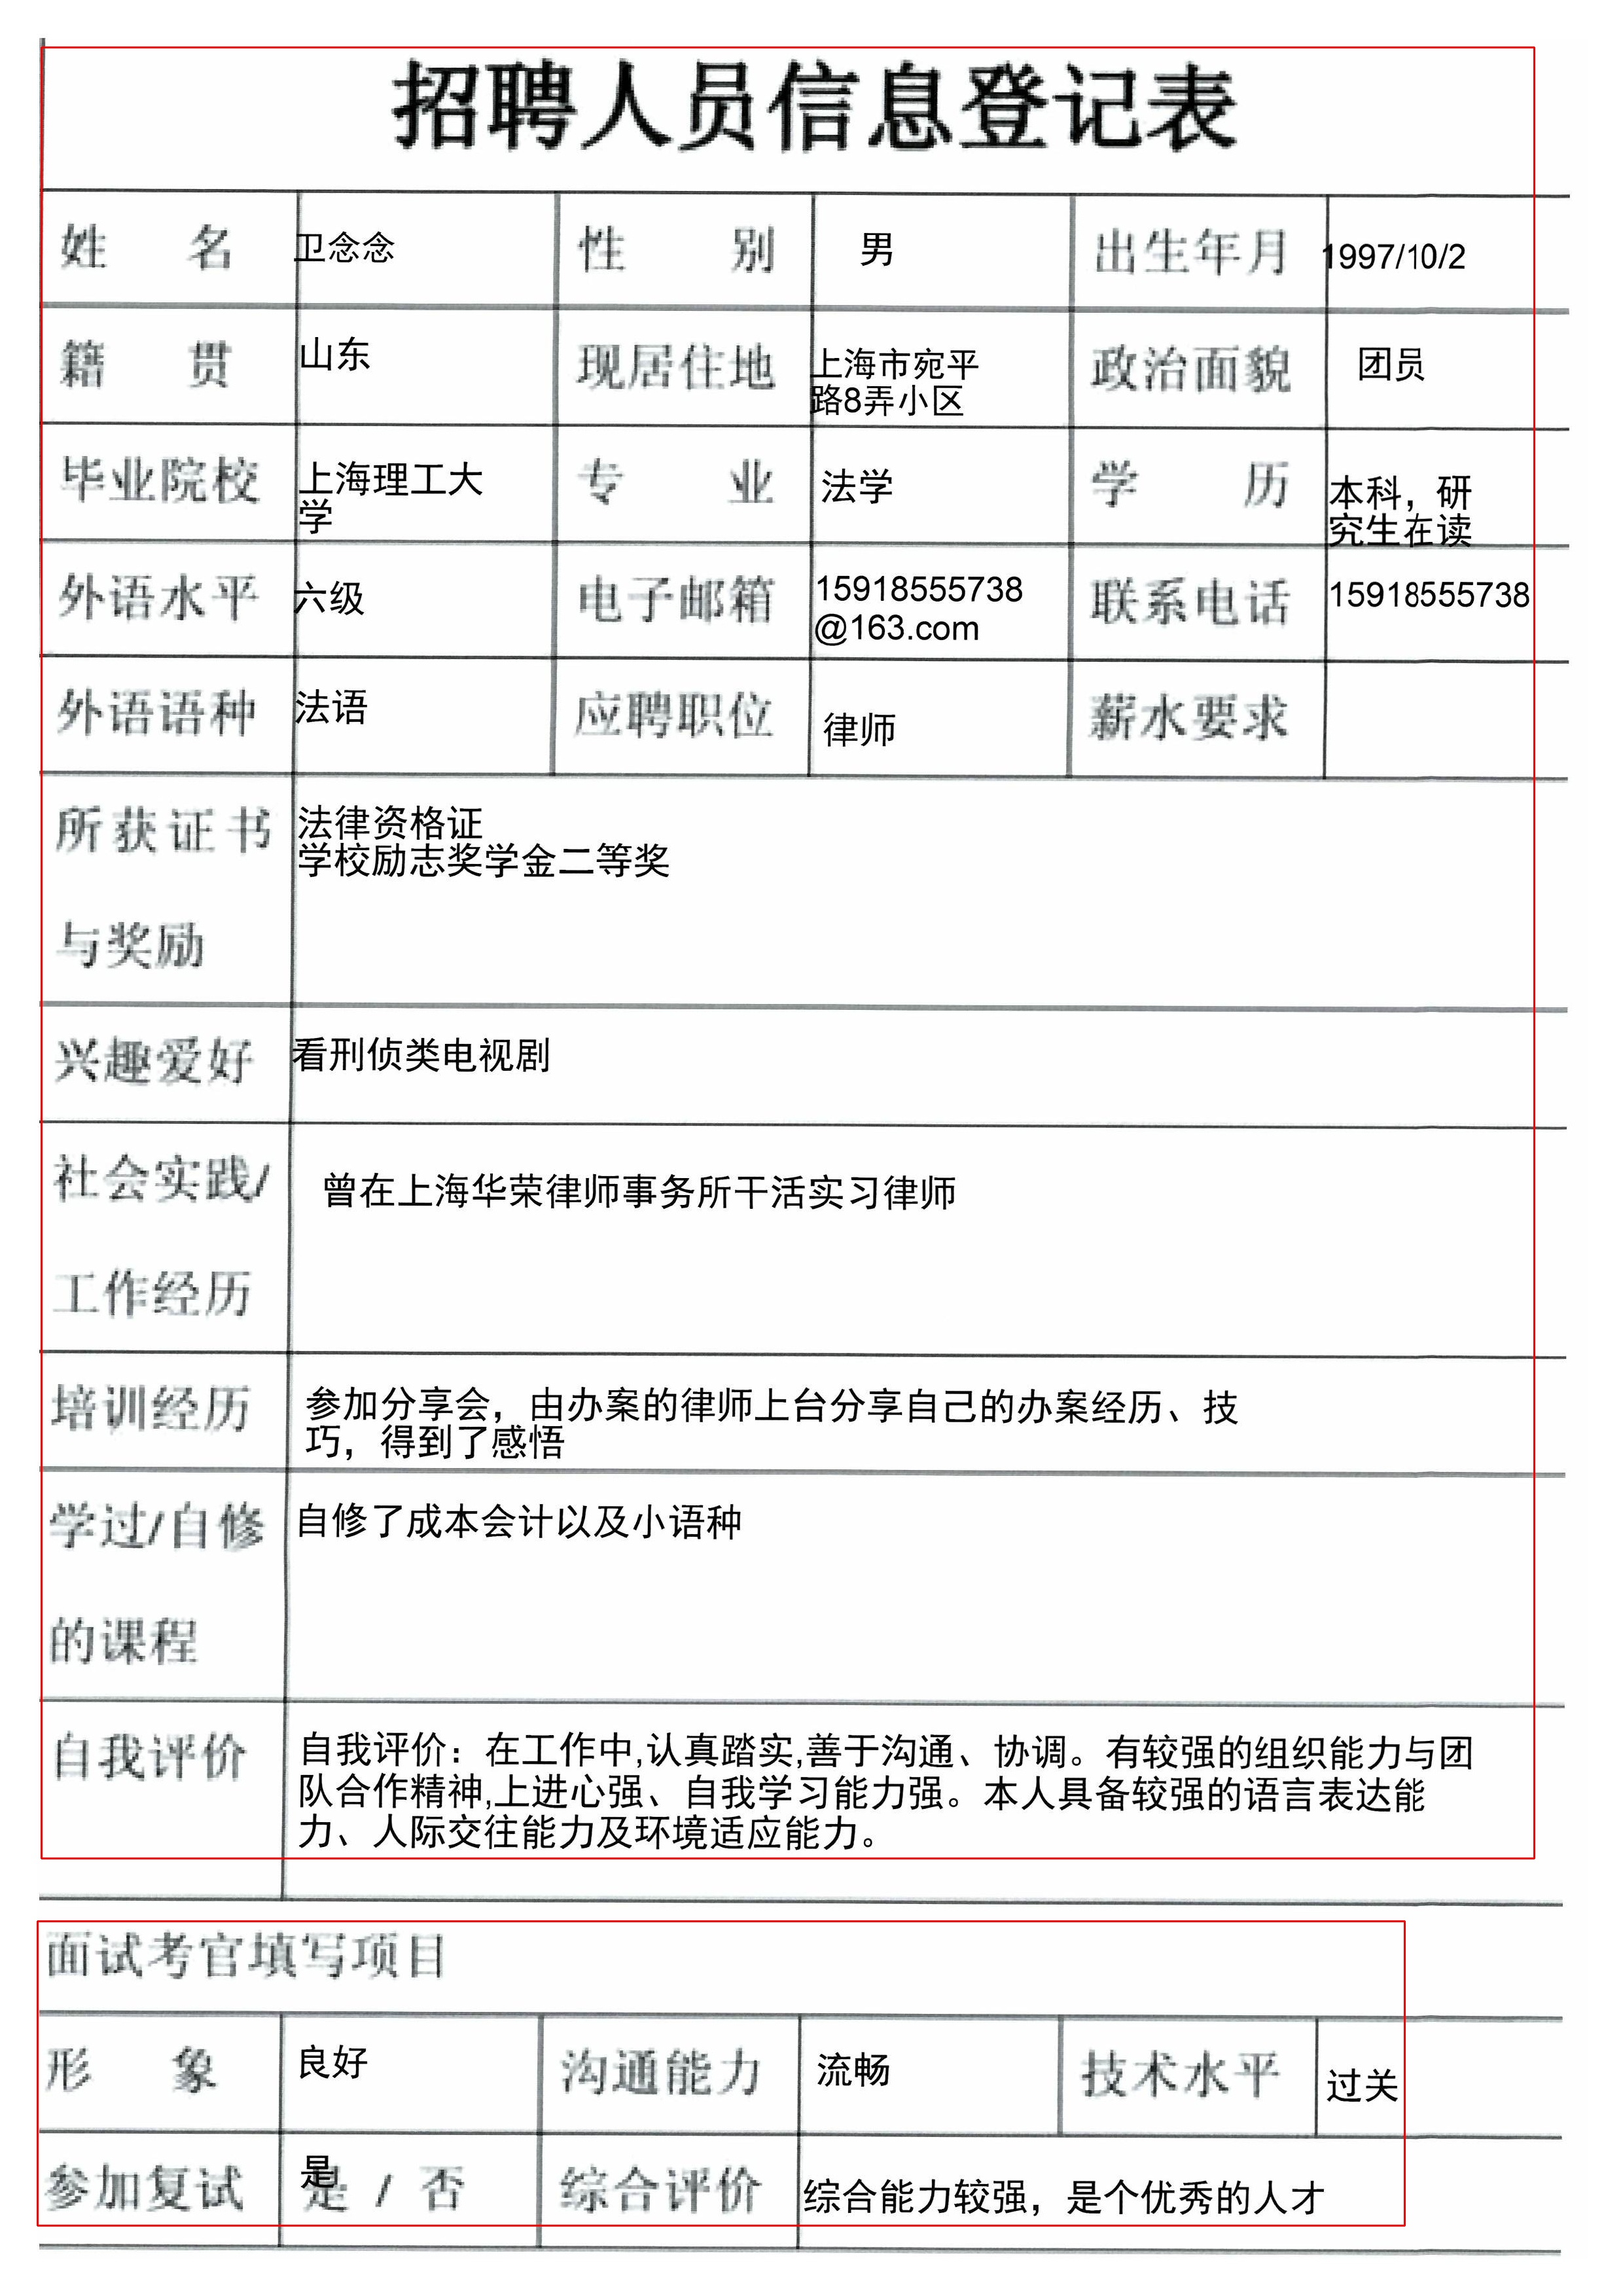 招聘人员信息登记表
姓 名 卫念念 性 别 男 出生年月 1997/10/2
籍 贯 山东 现居住地 上海市宛平
路8弄小区 政治面貌 团员
毕业院校 上海理工大
学 专 业 法学 学 历 本科，研
究生在读
外语水平 六级 电子邮箱 15918555738
@163.com 联系电话 15918555738
外语语种 法语 应聘职位 律师 薪水要求
所获证书
与奖励
法律资格证
学校励志奖学金二等奖
兴趣爱好 看刑侦类电视剧
社会实践/
工作经历
曾在上海华荣律师事务所干活实习律师
培训经历 参加分享会，由办案的律师上台分享自己的办案经历、技
巧，得到了感悟
学过/自修
的课程
自修了成本会计以及小语种
自我评价 自我评价：在工作中,认真踏实,善于沟通、协调。有较强的组织能力与团
队合作精神,上进心强、自我学习能力强。本人具备较强的语言表达能
力、人际交往能力及环境适应能力。
面试考官填写项目
形 象 良好 沟通能力 流畅 技术水平 过关
参加复试 是 是 / 否 综合评价 综合能力较强，是个优秀的人才